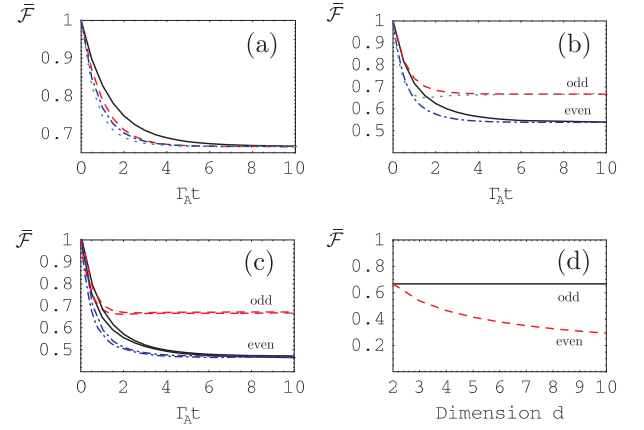 F̄ 1 0.9 0.8 0.7 (a)
0 2 4 6 8 10
Γ_A t
F̄ 1 0.9 0.8 0.7 0.6 0.5 (b)
odd
even
0 2 4 6 8 10
Γ_A t
F̄ 1 0.9 0.8 0.7 0.6 0.5 (c)
odd
even
0 2 4 6 8 10
Γ_A t
F̄ 1 0.8 0.6 0.4 0.2 (d)
odd
even
2 3 4 5 6 7 8 9 10
Dimension d